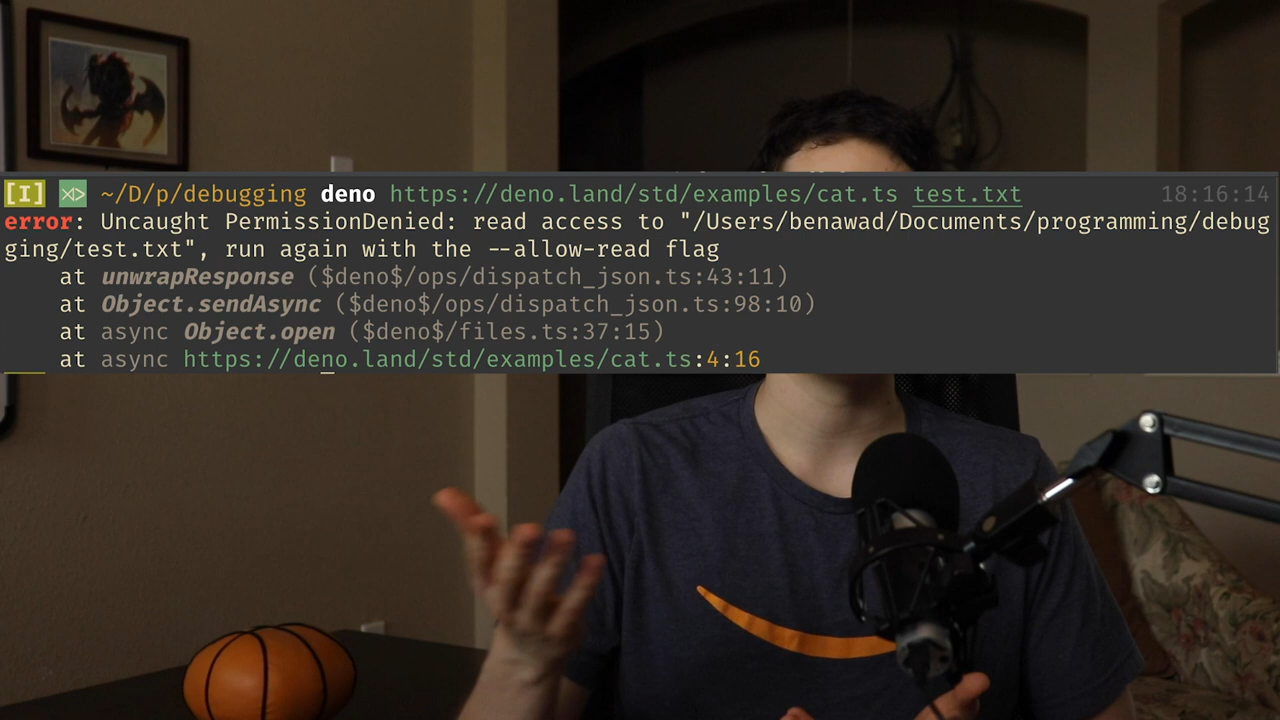 [I] ⋊> ~/D/p/debugging deno https://deno.land/std/examples/cat.ts test.txt 18:16:14
error: Uncaught PermissionDenied: read access to "/Users/benawad/Documents/programming/debug
ging/test.txt", run again with the --allow-read flag
    at unwrapResponse ($deno$/ops/dispatch_json.ts:43:11)
    at Object.sendAsync ($deno$/ops/dispatch_json.ts:98:10)
    at async Object.open ($deno$/files.ts:37:15)
    at async https://deno.land/std/examples/cat.ts:4:16